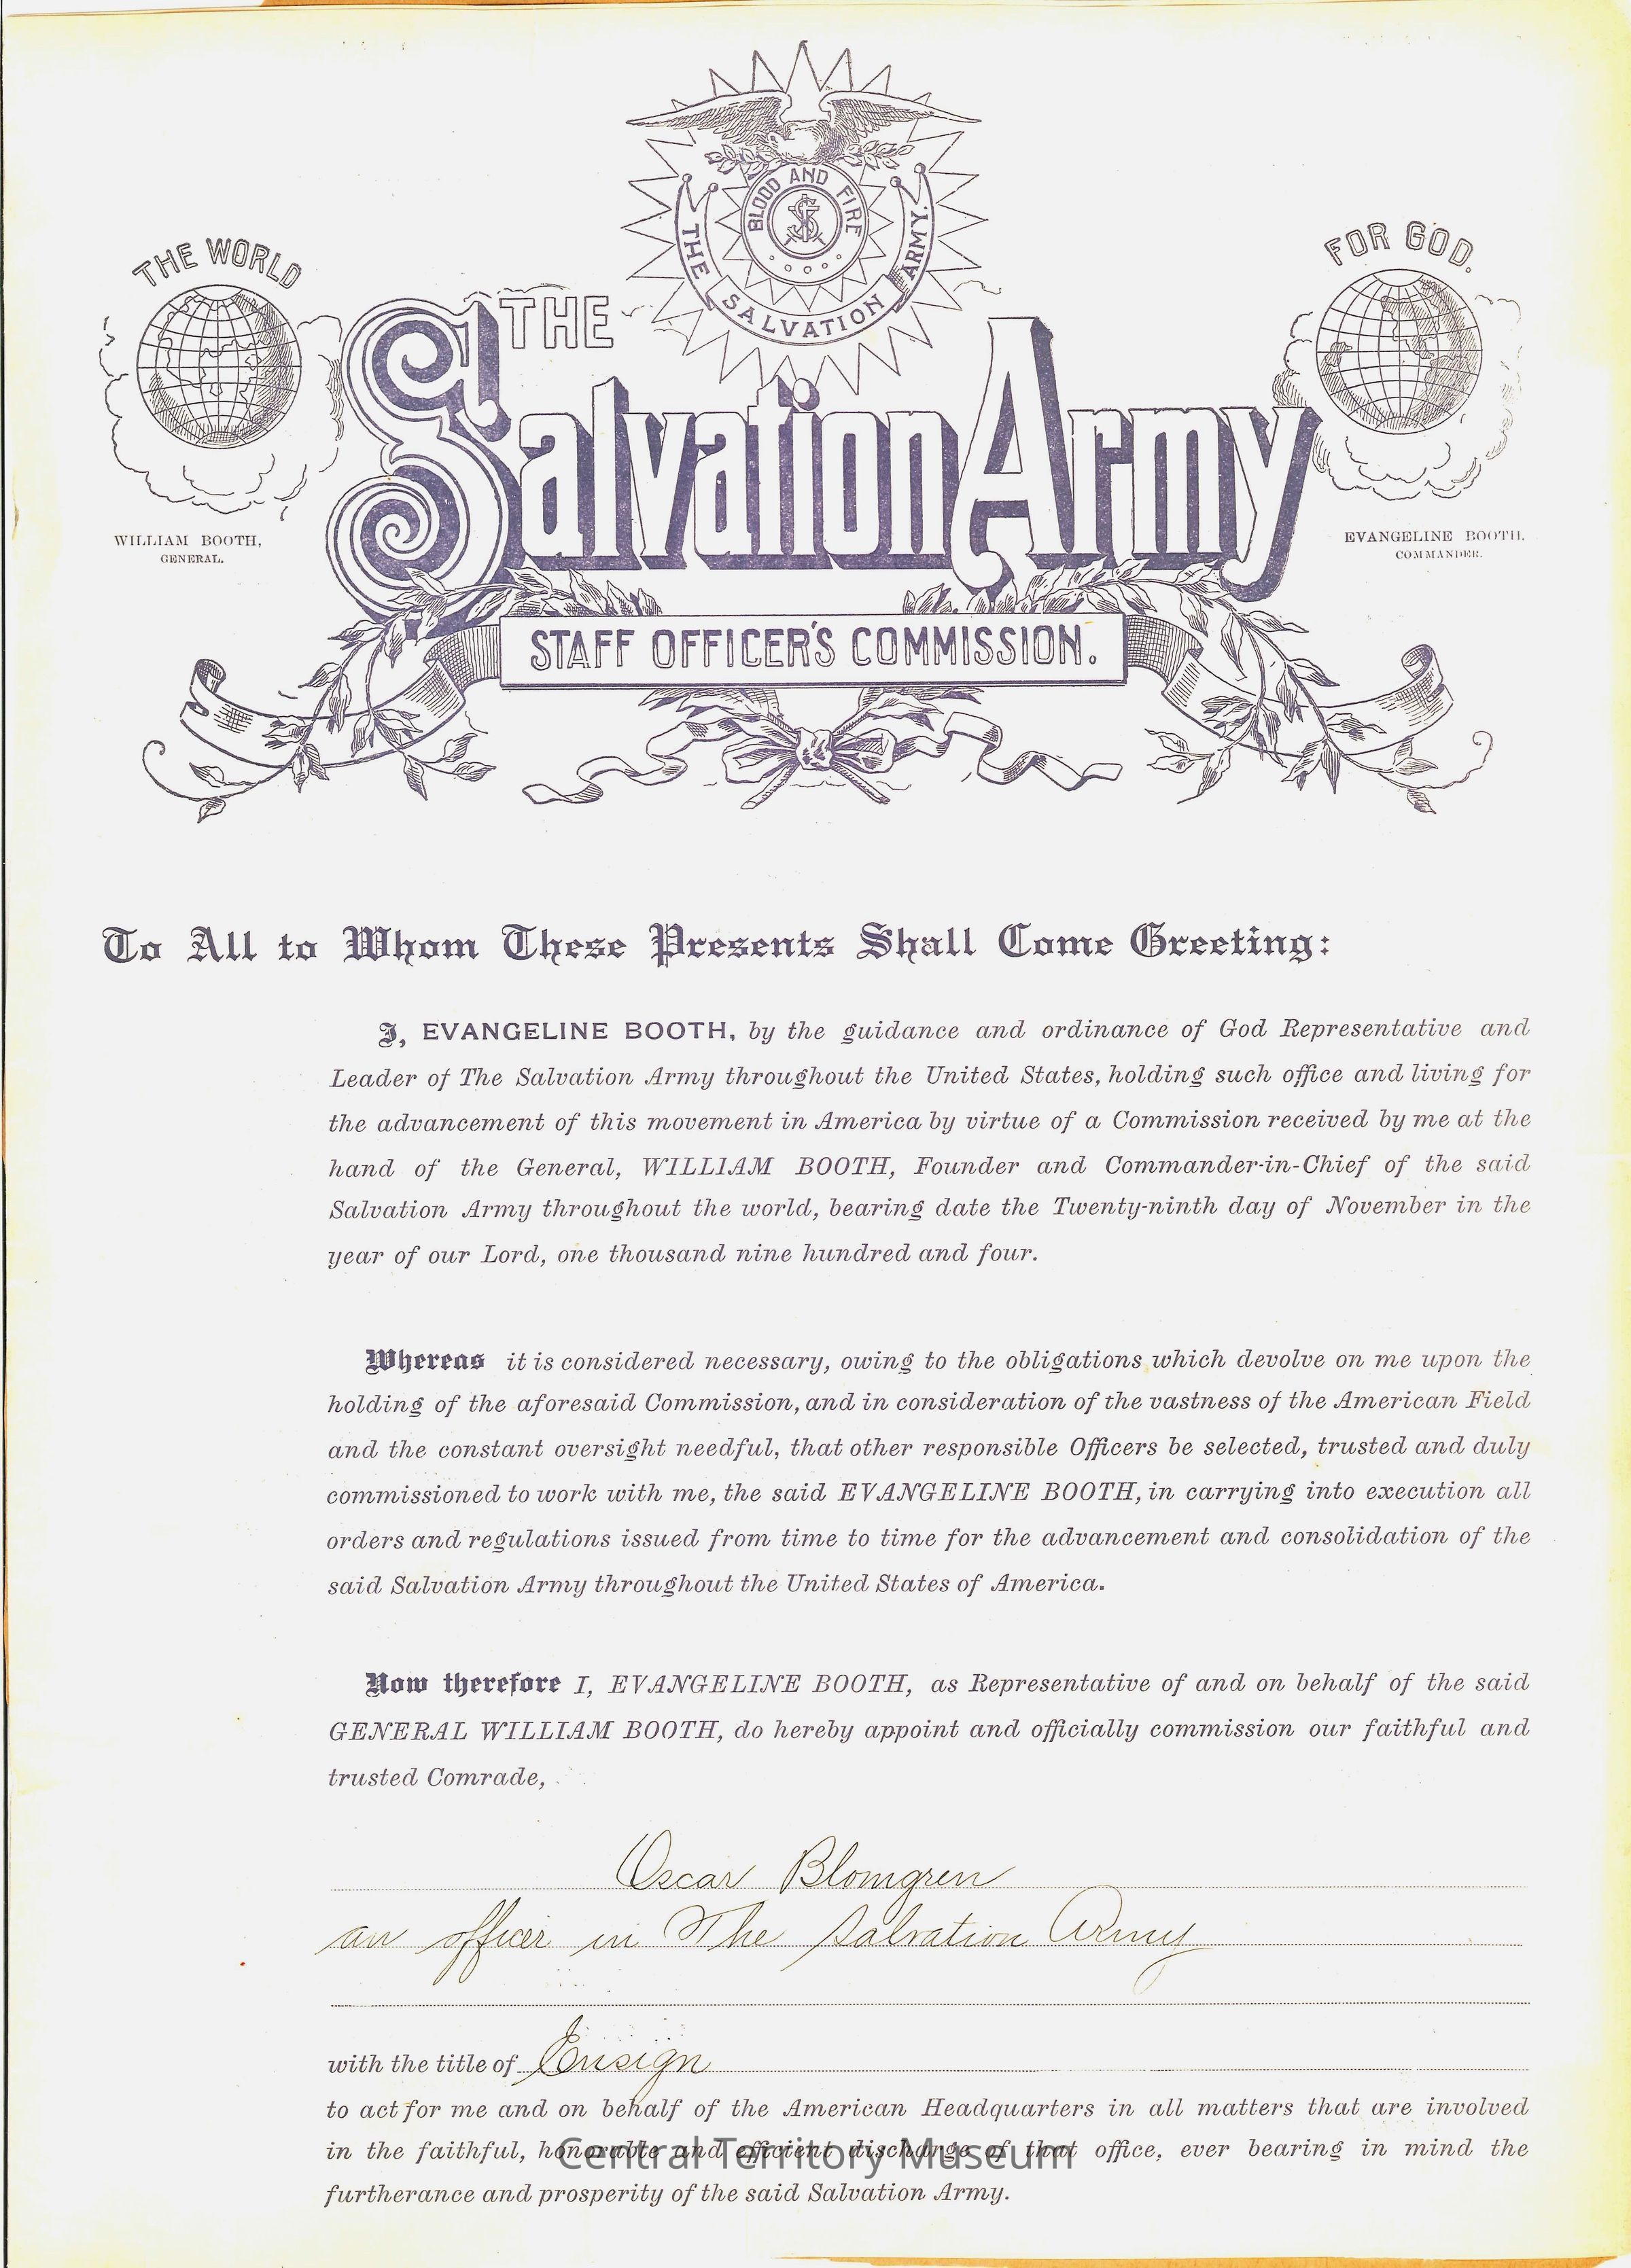 BLOOD AND FIRE
THE SALVATION ARMY.
THE WORLD
FOR GOD.
THE
Salvation Army
WILLIAM BOOTH,
GENERAL.
EVANGELINE BOOTH,
COMMANDER.
STAFF OFFICER'S COMMISSION.
To All to Whom These Presents Shall Come Greeting:
I, EVANGELINE BOOTH, by the guidance and ordinance of God Representative and
Leader of The Salvation Army throughout the United States, holding such office and living for
the advancement of this movement in America by virtue of a Commission received by me at the
hand of the General, WILLIAM BOOTH, Founder and Commander-in-Chief of the said
Salvation Army throughout the world, bearing date the Twenty-ninth day of November in the
year of our Lord, one thousand nine hundred and four.
Whereas it is considered necessary, owing to the obligations which devolve on me upon the
holding of the aforesaid Commission, and in consideration of the vastness of the American Field
and the constant oversight needful, that other responsible Officers be selected, trusted and duly
commissioned to work with me, the said EVANGELINE BOOTH, in carrying into execution all
orders and regulations issued from time to time for the advancement and consolidation of the
said Salvation Army throughout the United States of America.
Now therefore I, EVANGELINE BOOTH, as Representative of and on behalf of the said
GENERAL WILLIAM BOOTH, do hereby appoint and officially commission our faithful and
trusted Comrade,
Oscar Blomgren
an officer in The Salvation Army
with the title of Ensign
to act for me and on behalf of the American Headquarters in all matters that are involved
in the faithful, honorable and efficient discharge of that office, ever bearing in mind the
Central Territory Museum
furtherance and prosperity of the said Salvation Army.